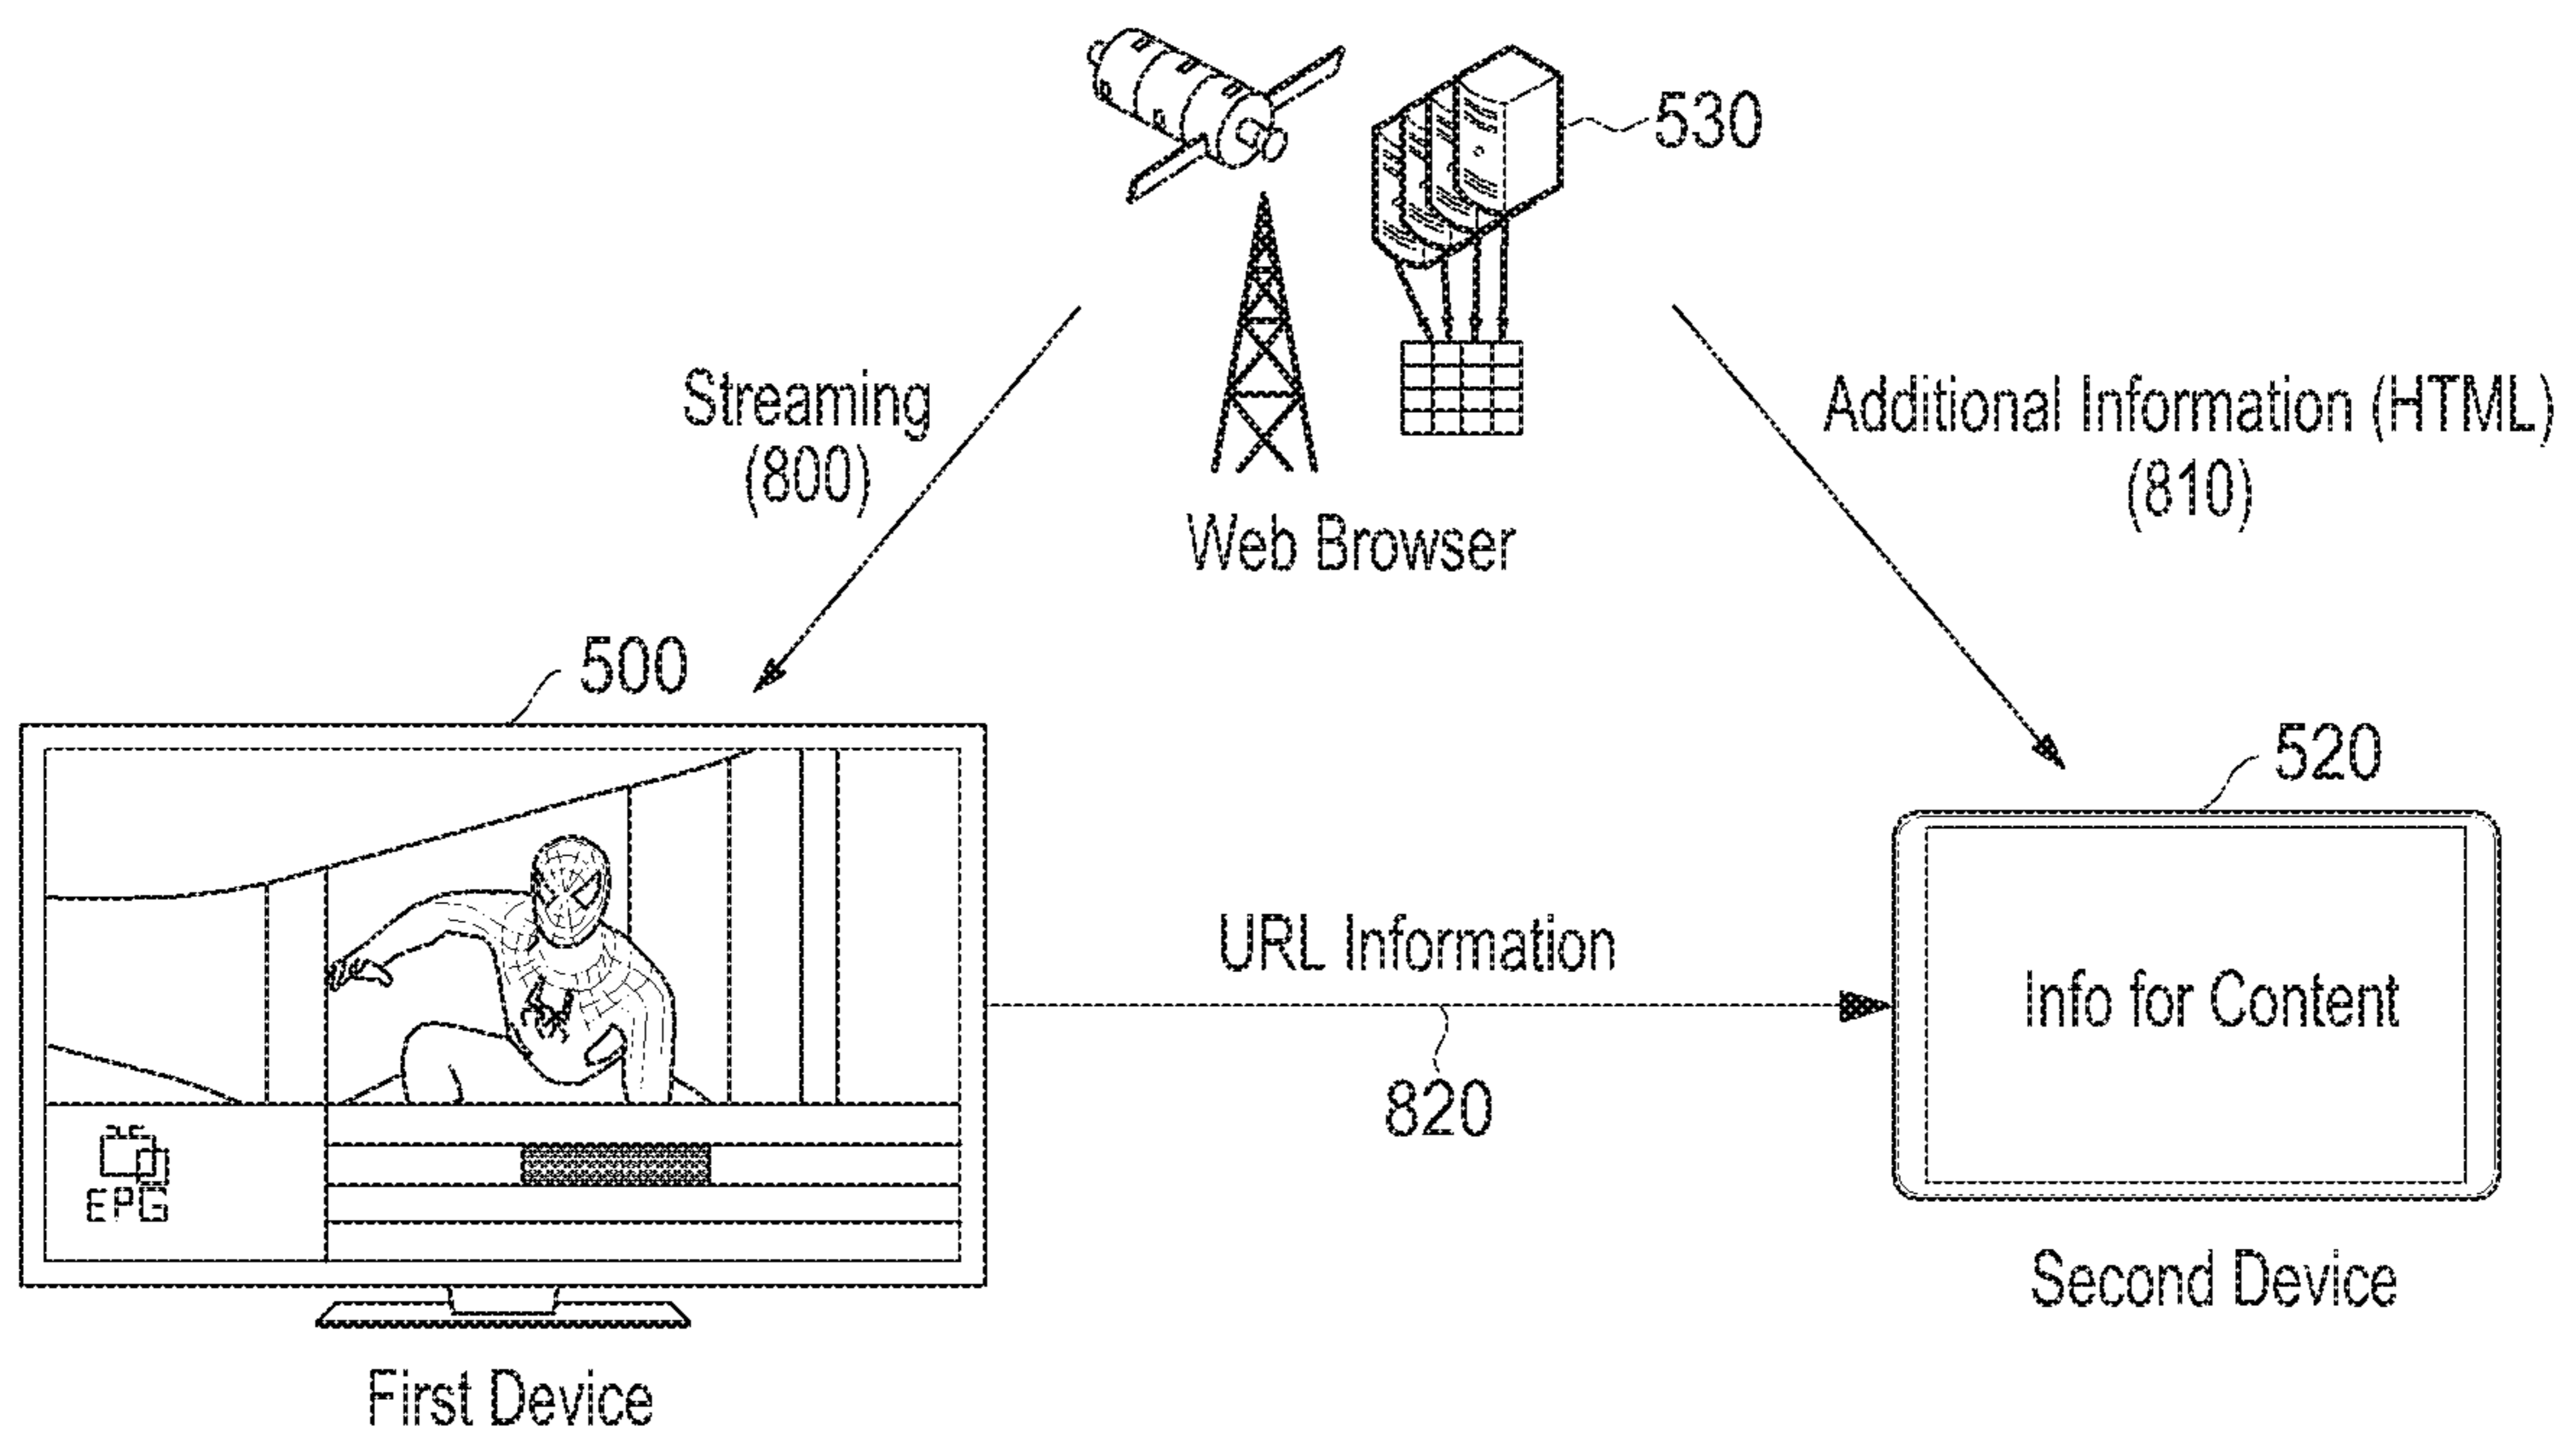 530
Streaming
(800)
Additional Information (HTML)
(810)
Web Browser
500
520
URL Information
820
Info for Content
EPG
Second Device
First Device